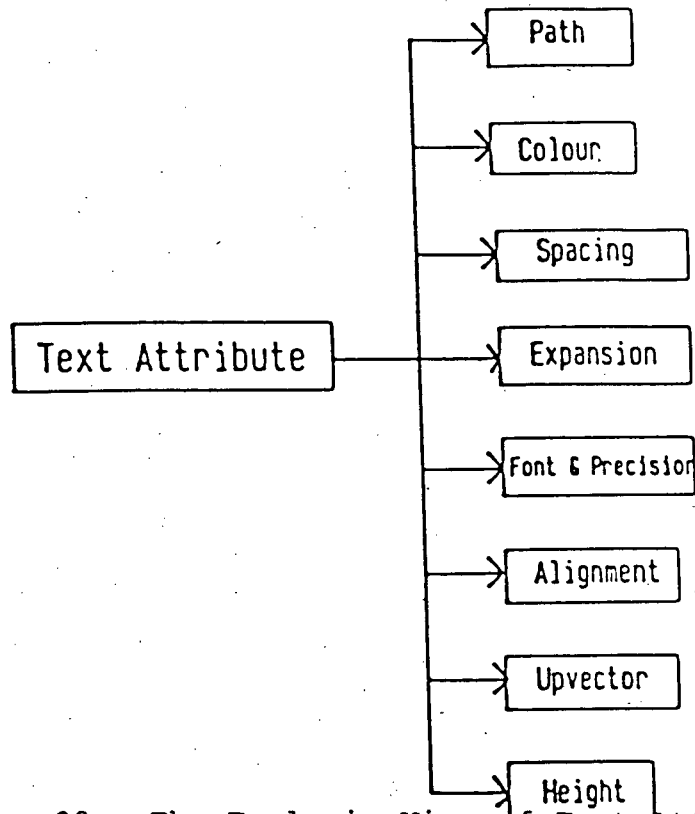 Path
Colour
Spacing
Text Attribute
Expansion
Font & Precision
Alignment
Upvector
Height